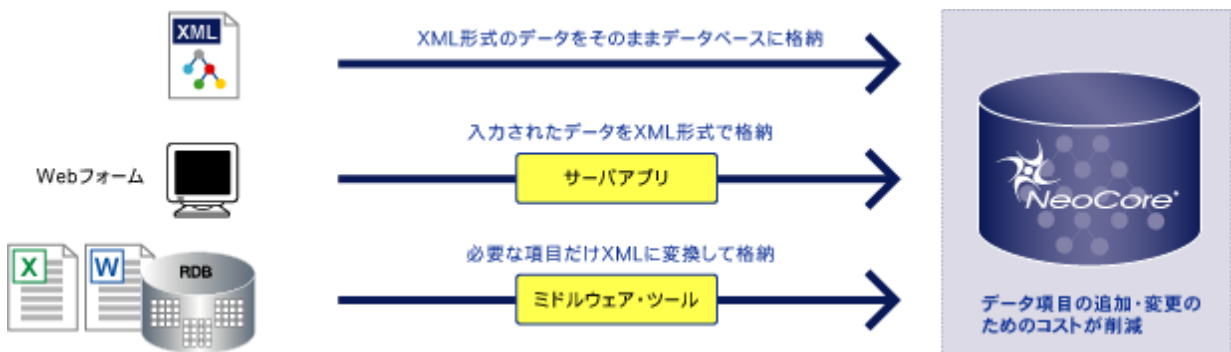 XML
XML形式のデータをそのままデータベースに格納
Webフォーム
入力されたデータをXML形式で格納
サーバアプリ
X
W
RDB
必要な項目だけXMLに変換して格納
ミドルウェア・ツール
NeoCore
データ項目の追加・変更の
ためのコストが削減